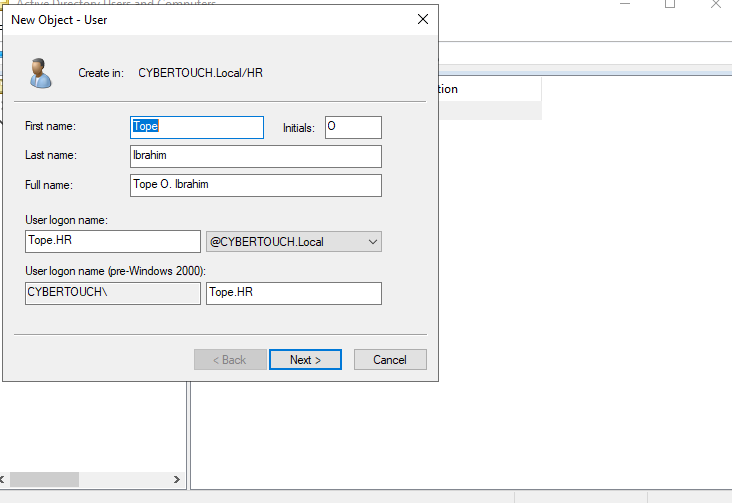 Active Directory Users and Computers
New Object - User
Create in: CYBERTOUCH.Local/HR
tion
First name: Tope Initials: O
Last name: Ibrahim
Full name: Tope O. Ibrahim
User logon name:
Tope.HR @CYBERTOUCH.Local
User logon name (pre-Windows 2000):
CYBERTOUCH\ Tope.HR
< Back Next > Cancel